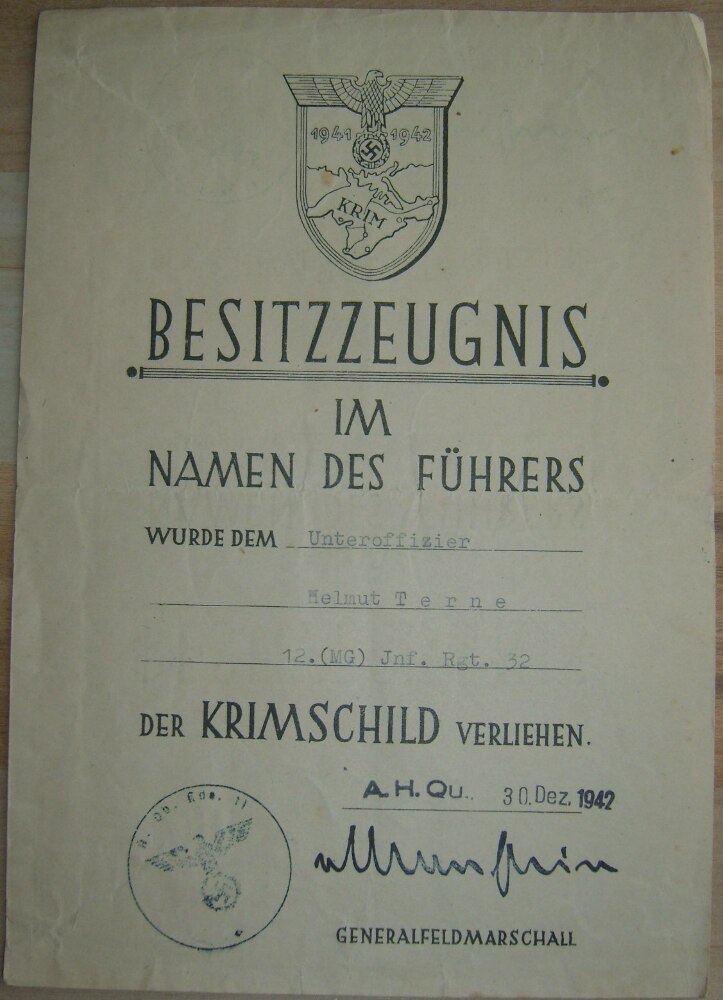 1941 1942
KRIM
BESITZZEUGNIS
IM
NAMEN DES FÜHRERS
WURDE DEM Unteroffizier
Helmut T e r n e
12.(MG) Jnf. Rgt. 32
DER KRIMSCHILD VERLIEHEN.
A.H.Qu. 30. Dez. 1942
vManstein
GENERALFELDMARSCHALL